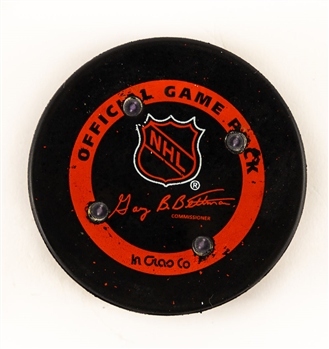 OFFICIAL GAME PUCK
NHL
®
Gary B. Bettman
COMMISSIONER
In Glas Co